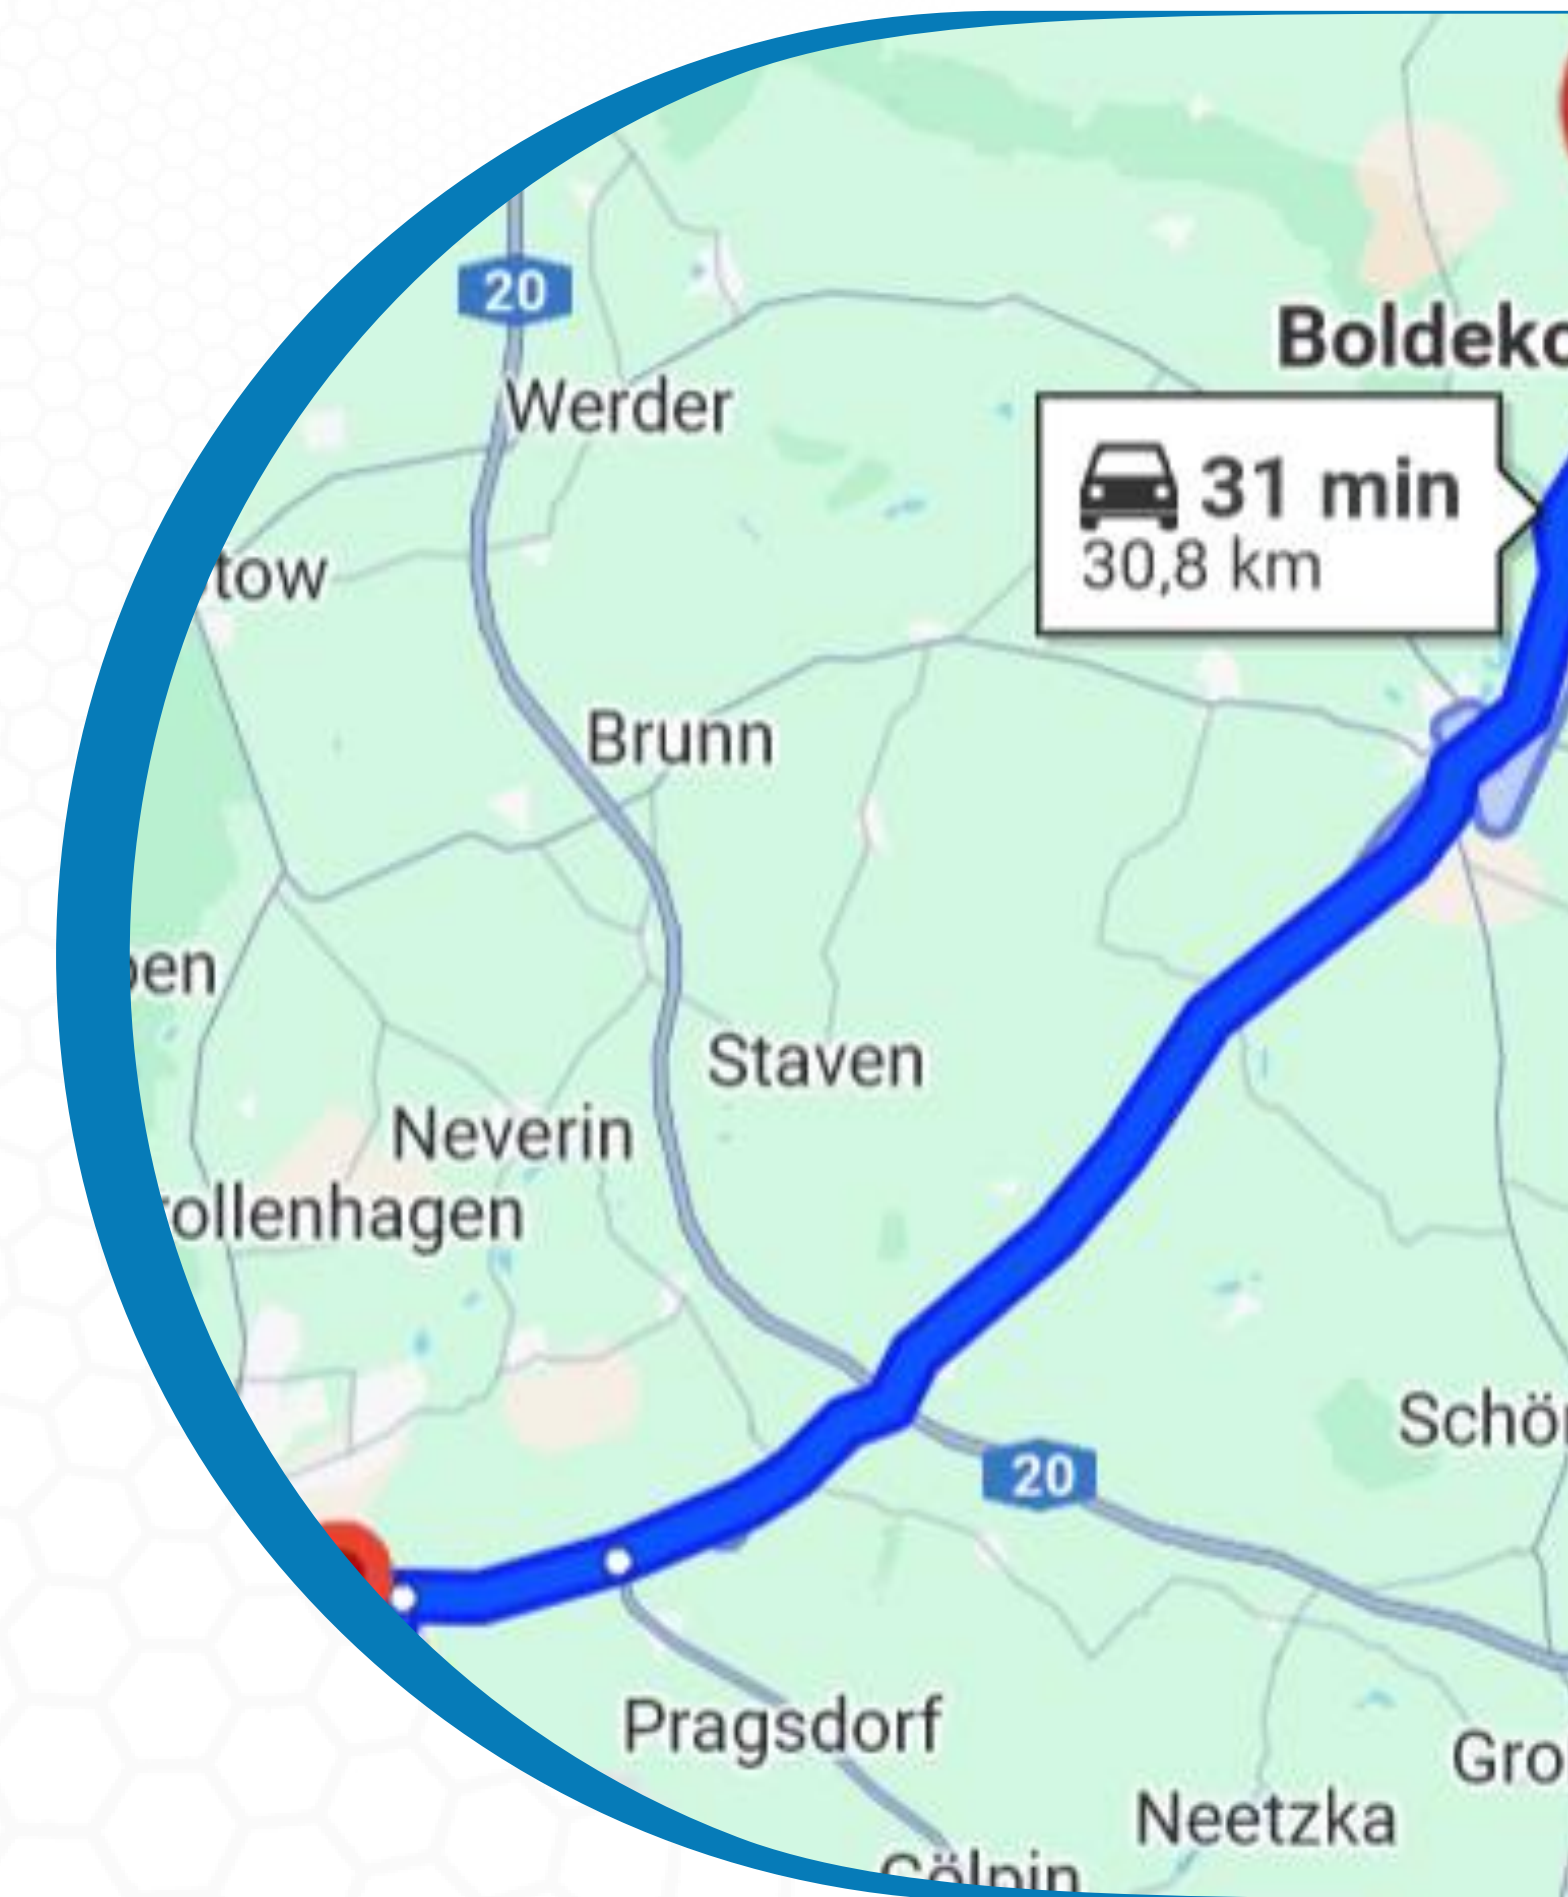 20
Werder
Boldeko
31 min
30,8 km
tow
Brunn
en
Staven
Neverin
ollenhagen
20
Schö
Pragsdorf
Gro
Neetzka
Cölpin